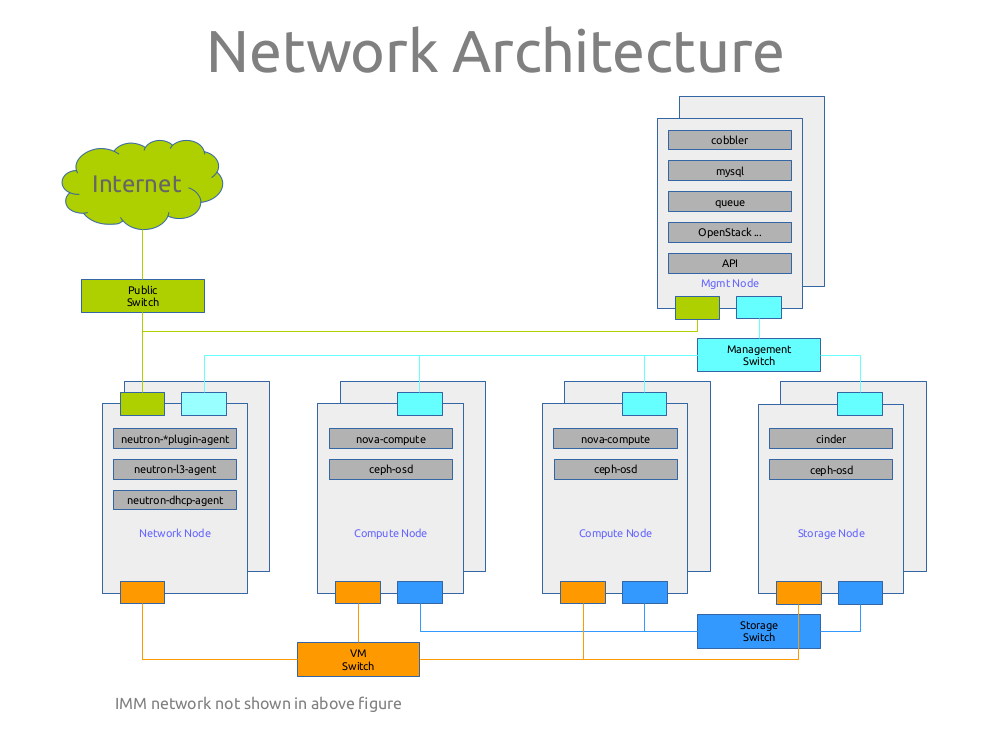 Network Architecture
Internet
cobbler
mysql
queue
OpenStack ...
API
Mgmt Node
Public
Switch
Management
Switch
neutron-*plugin-agent
neutron-l3-agent
neutron-dhcp-agent
Network Node
nova-compute
ceph-osd
Compute Node
nova-compute
ceph-osd
Compute Node
cinder
ceph-osd
Storage Node
Storage
Switch
VM
Switch
IMM network not shown in above figure